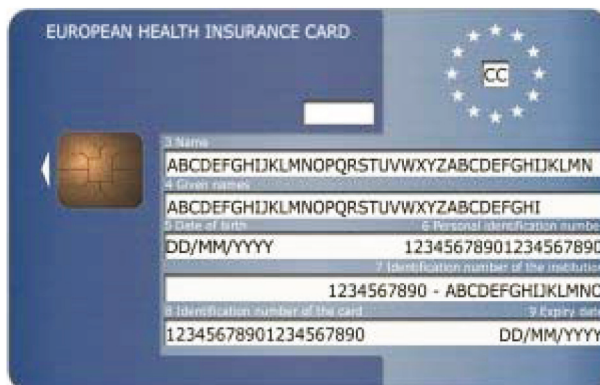 EUROPEAN HEALTH INSURANCE CARD
CC
3 Name
ABCDEFGHIJKLMNOPQRSTUVWXYZABCDEFGHIJKLMN
4 Given names
ABCDEFGHIJKLMNOPQRSTUVWXYZABCDEFGHI
5 Date of birth 6 Personal identification number
DD/MM/YYYY 12345678901234567890
7 Identification number of the institution
1234567890 - ABCDEFGHIJKLMNO
8 Identification number of the card 9 Expiry date
12345678901234567890 DD/MM/YYYY